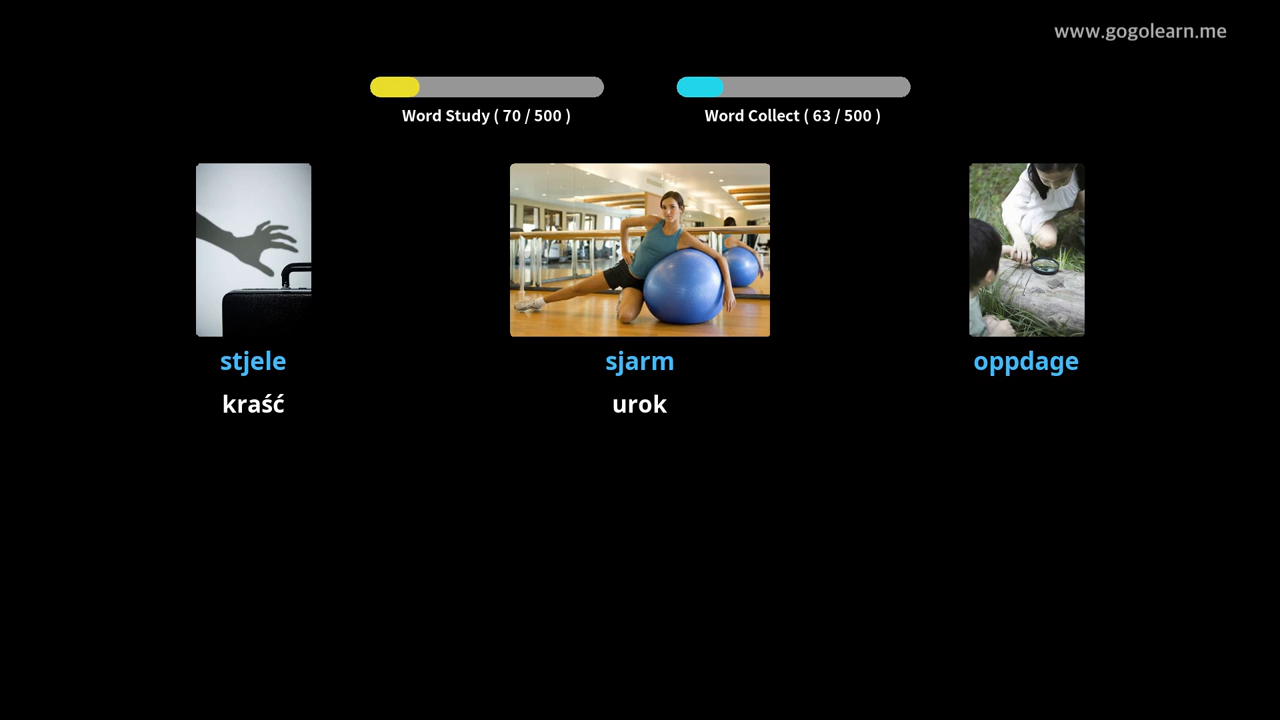 www.gogolearn.me
Word Study ( 70 / 500 )
Word Collect ( 63 / 500 )
stjele
sjarm
oppdage
kraść
urok